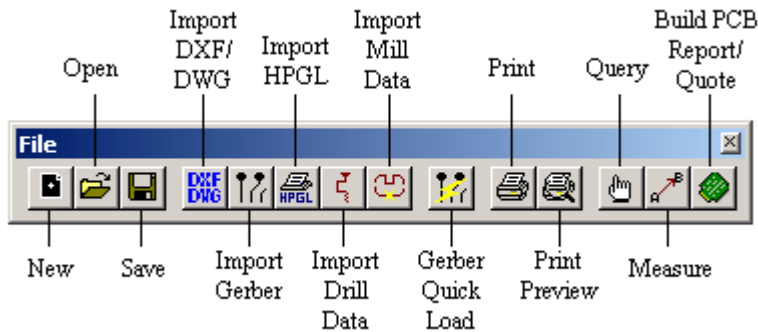 Import
DXF/
DWG
Import
HPGL
Import
Mill
Data
Build PCB
Report/
Quote
Open
Print
Query
File
DXF
DWG
HPGL
A
B
New
Save
Import
Gerber
Import
Drill
Data
Gerber
Quick
Load
Print
Preview
Measure